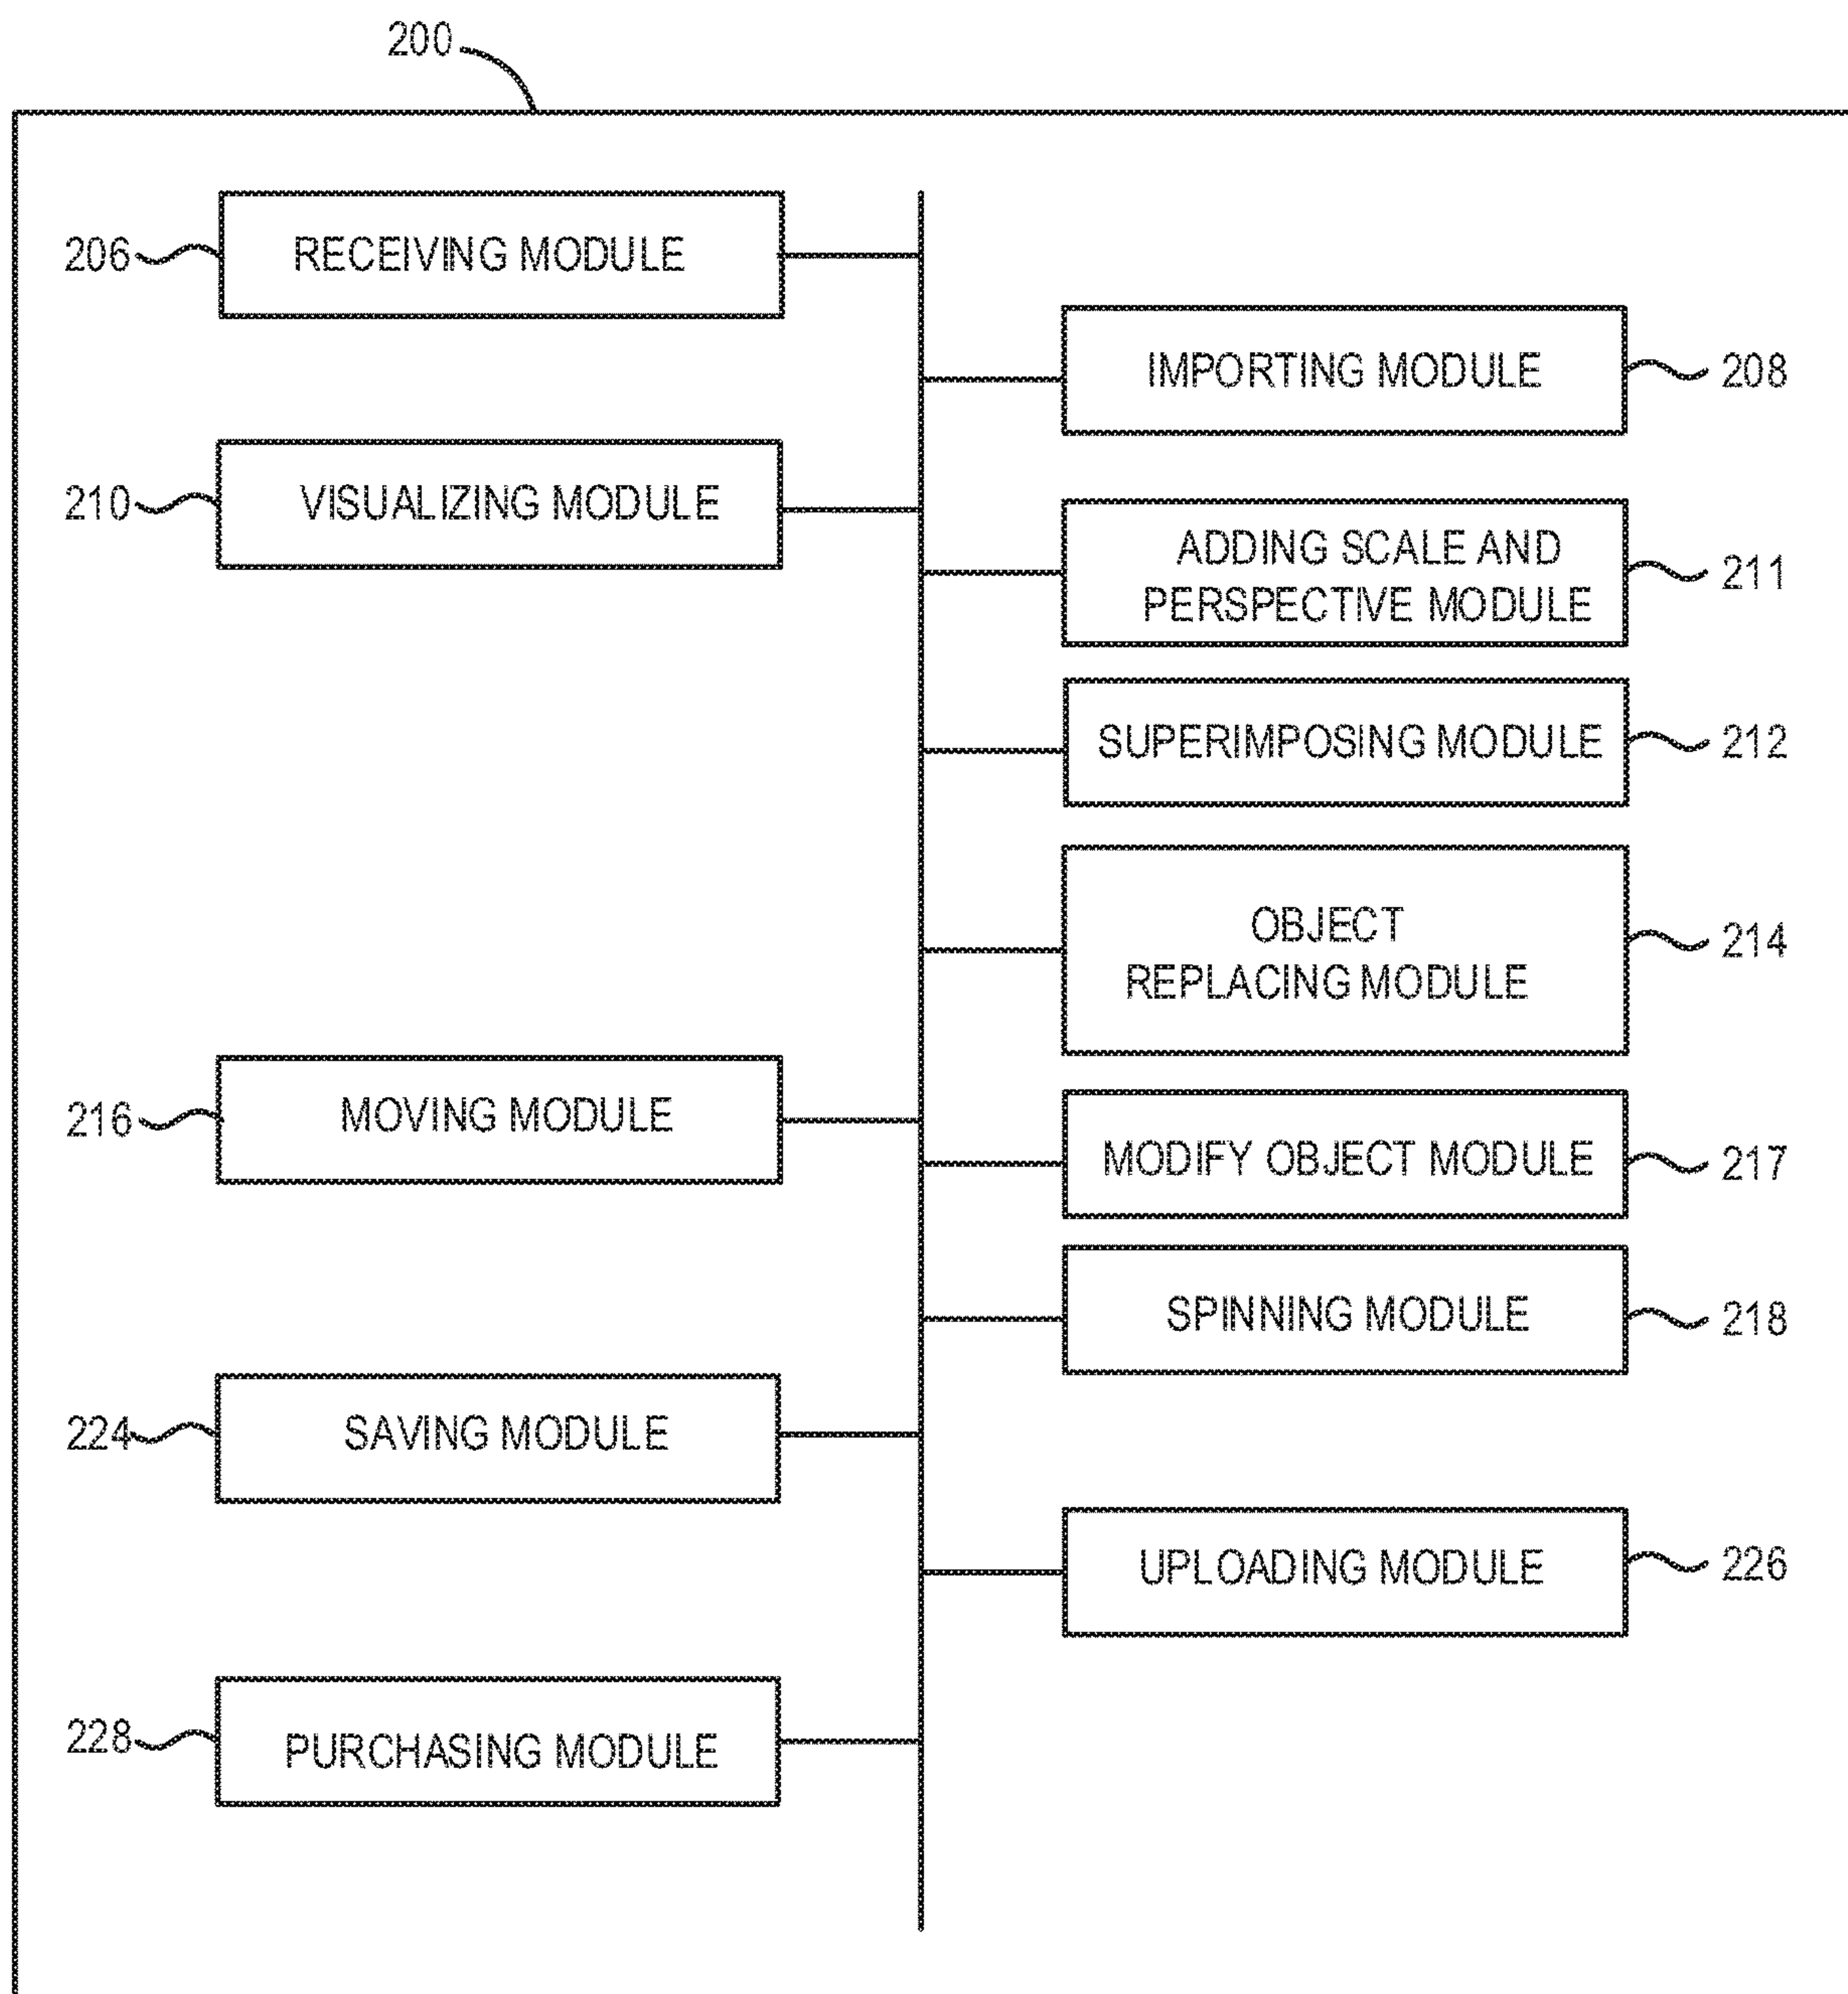 200
206
RECEIVING MODULE
IMPORTING MODULE
208
210
VISUALIZING MODULE
ADDING SCALE AND
PERSPECTIVE MODULE
211
SUPERIMPOSING MODULE
212
OBJECT
REPLACING MODULE
214
216
MOVING MODULE
MODIFY OBJECT MODULE
217
SPINNING MODULE
218
224
SAVING MODULE
UPLOADING MODULE
226
228
PURCHASING MODULE